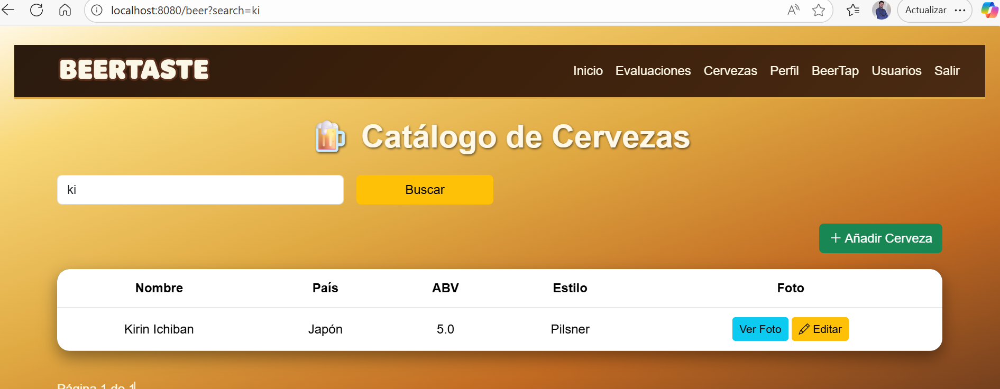 localhost:8080/beer?search=ki
Actualizar
BEERTASTE
Inicio Evaluaciones Cervezas Perfil BeerTap Usuarios Salir
Catálogo de Cervezas
ki
Buscar
+ Añadir Cerveza
Nombre País ABV Estilo Foto
Kirin Ichiban Japón 5.0 Pilsner Ver Foto Editar
Página 1 de 1